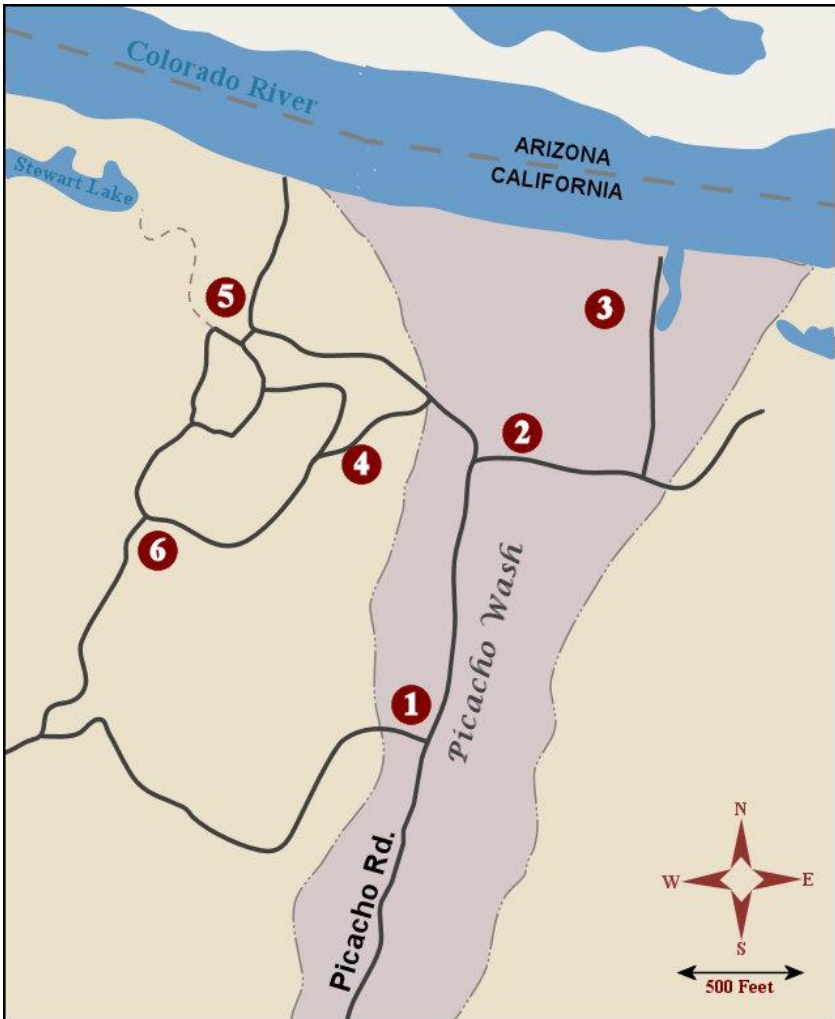 Colorado River
ARIZONA
CALIFORNIA
Stewart Lake
5
3
2
4
6
Picacho Wash
1
Picacho Rd.
N
W
E
S
500 Feet